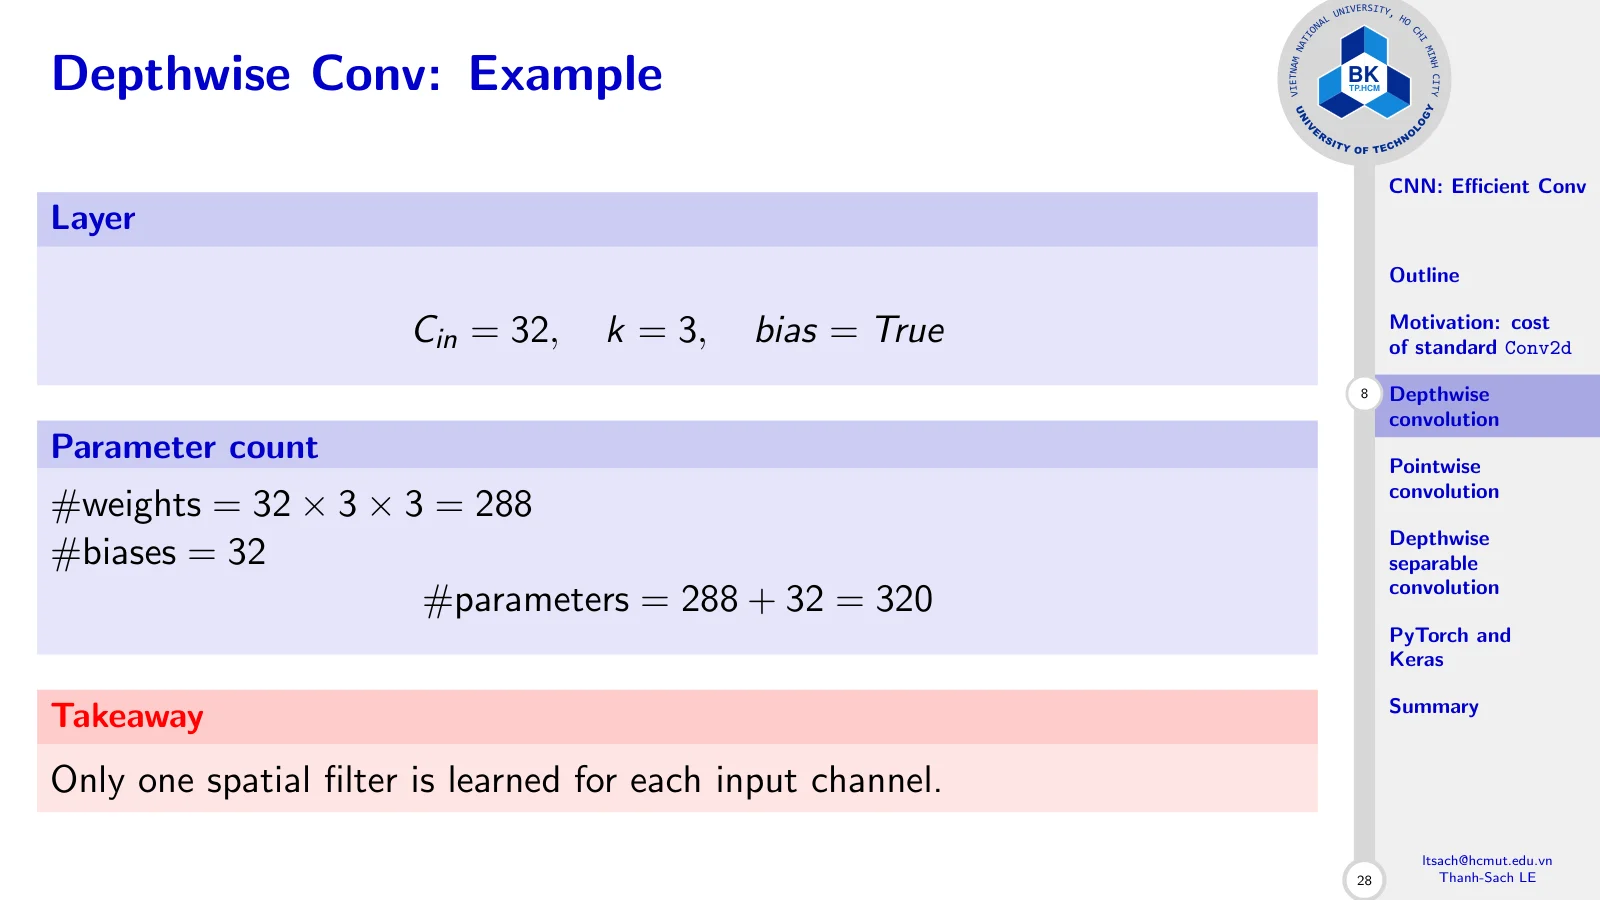 Depthwise Conv: Example
Layer
C_in = 32, k = 3, bias = True
Parameter count
#weights = 32 × 3 × 3 = 288
#biases = 32
#parameters = 288 + 32 = 320
Takeaway
Only one spatial filter is learned for each input channel.
VIETNAM NATIONAL UNIVERSITY, HO CHI MINH CITY
BK
TP.HCM
UNIVERSITY OF TECHNOLOGY
CNN: Efficient Conv
Outline
Motivation: cost
of standard Conv2d
8
Depthwise
convolution
Pointwise
convolution
Depthwise
separable
convolution
PyTorch and
Keras
Summary
ltsach@hcmut.edu.vn
Thanh-Sach LE
28